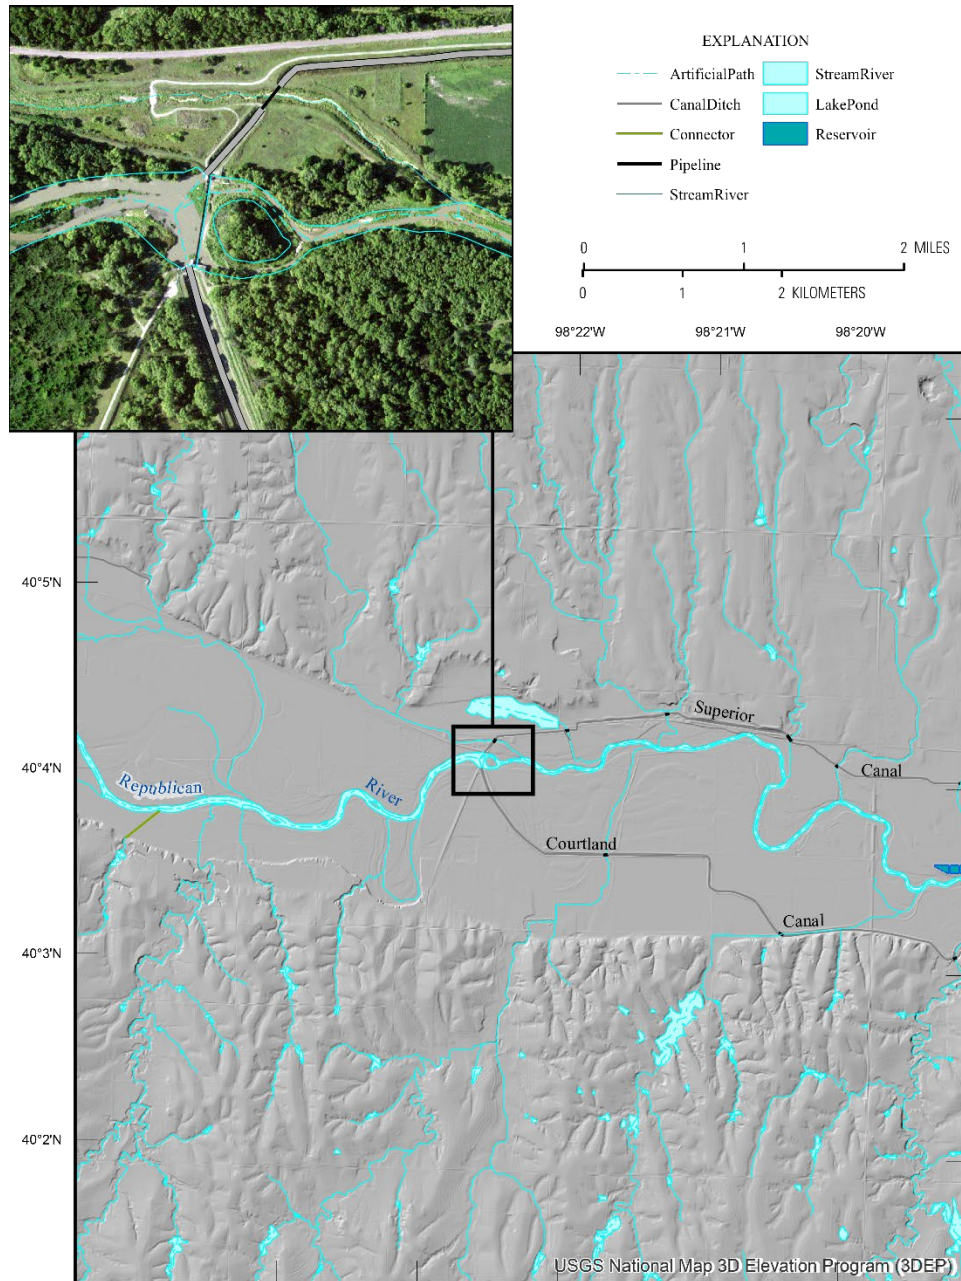 EXPLANATION
ArtificialPath
StreamRiver
CanalDitch
LakePond
Connector
Reservoir
Pipeline
StreamRiver
0 1 2 MILES
0 1 2 KILOMETERS
98°22'W 98°21'W 98°20'W
40°5'N
Superior
40°4'N
Canal
Republican
River
Courtland
Canal
40°3'N
40°2'N
USGS National Map 3D Elevation Program (3DEP)